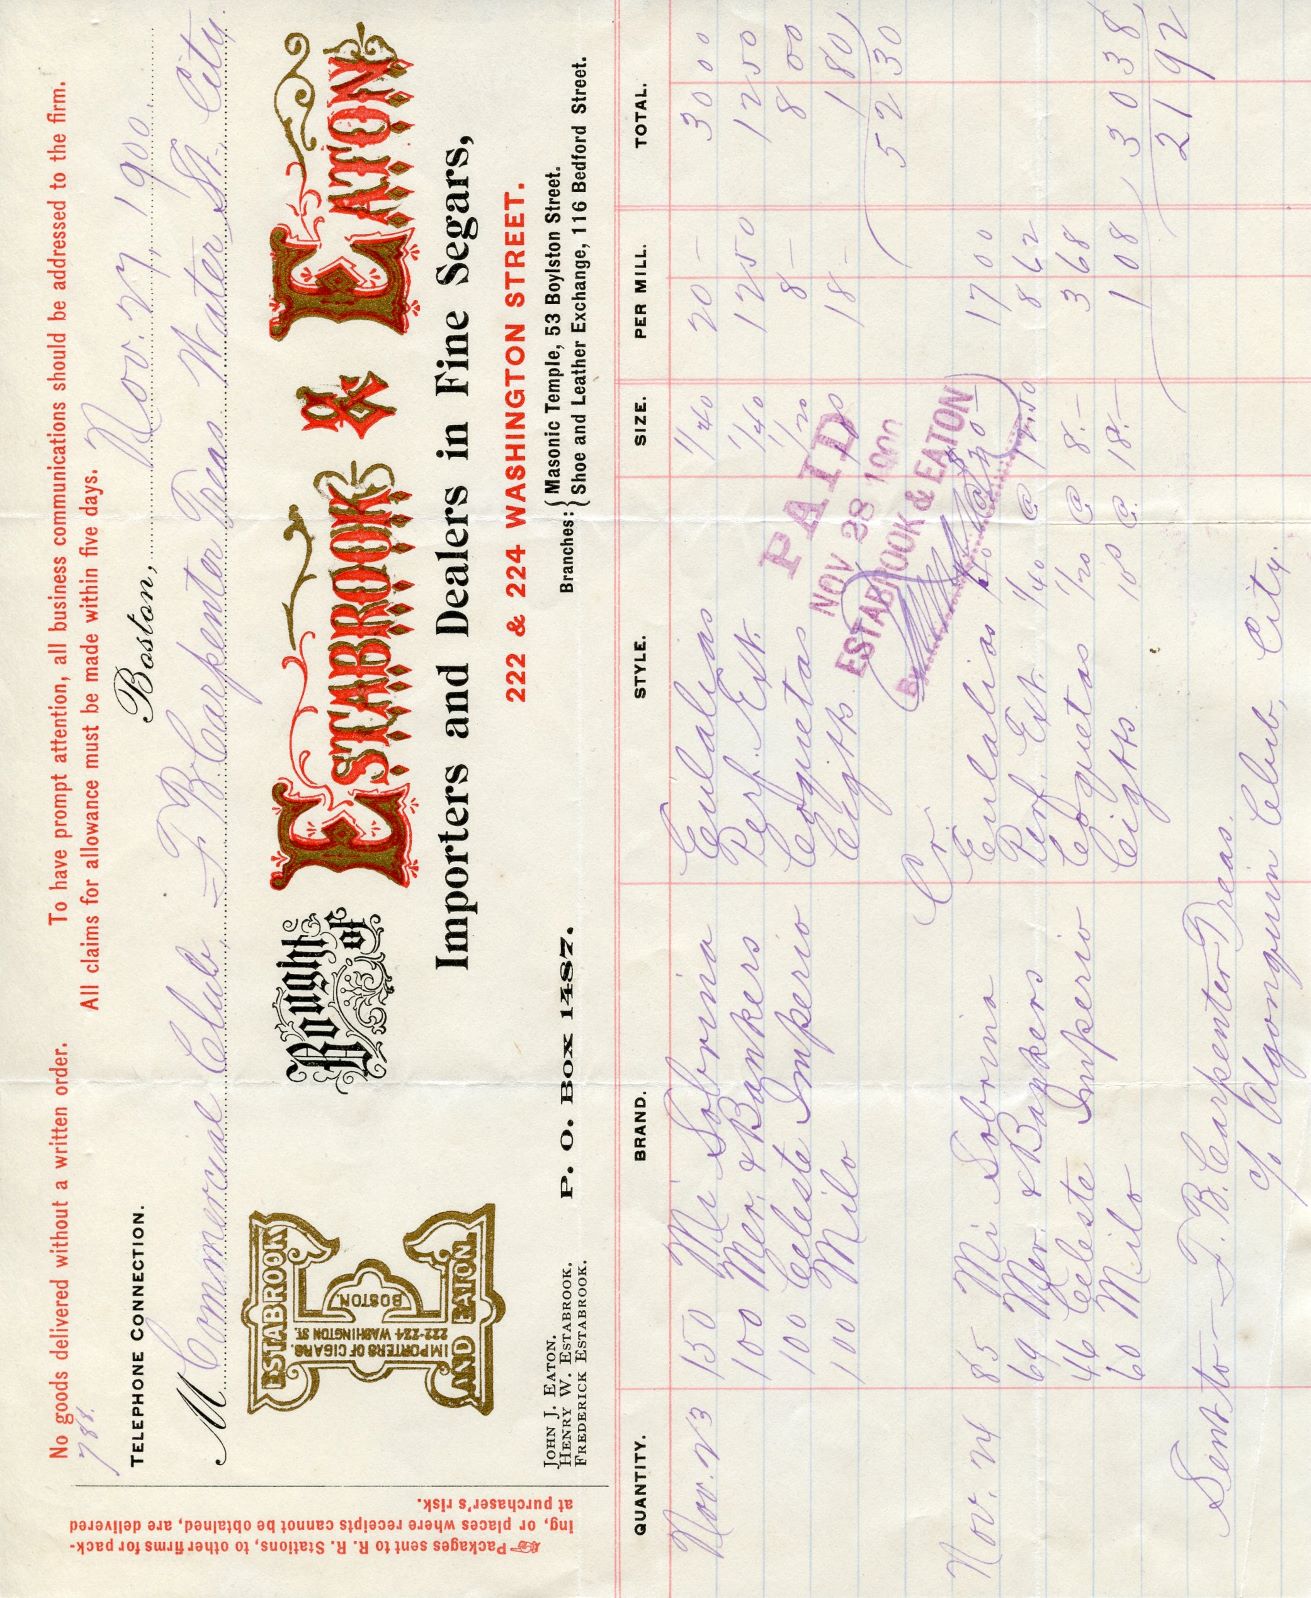 No goods delivered without a written order.
To have prompt attention, all business communications should be addressed to the firm.
788.
All claims for allowance must be made within five days.
TELEPHONE CONNECTION.
Boston, Nov. 27, 1900.
M Commercial Club, F B. Carpenter Treas. Water St., City.
☞ Packages sent to R. R. Stations, to other firms for pack-
ing, or places where receipts cannot be obtained, are delivered
at purchaser's risk.
ESTABROOK
IMPORTERS OF CIGARS.
222-224 WASHINGTON ST.
BOSTON.
AND EATON.
Bought of ESTABROOK & EATON
Importers and Dealers in Fine Segars,
222 & 224 WASHINGTON STREET.
JOHN J. EATON.
HENRY W. ESTABROOK.
FREDERICK ESTABROOK.
P. O. BOX 1487.
Branches: { Masonic Temple, 53 Boylston Street.
Shoe and Leather Exchange, 116 Bedford Street.
QUANTITY. BRAND. STYLE. SIZE. PER MILL. TOTAL.
Nov. 23 150 Mi Sobrina Eulalias 1/40 20 - 30 00
100 Mer. & Bankers Perf. Ext. 1/40 12 50 12 50
100 Celeste Imperio Coquetas 1/20 8 - 8 00
100 Milo Cigtts 10s 18 - 1 80
52 30
PAID
NOV 28 1900
ESTABROOK & EATON
By
Cr.
Nov. 24 85 Mi Sobrina Eulalias 1/40 @ $20 - 17 00
69 Mer. & Bankers Perf. Ext. 1/40 @ 12.50 8 62
46 Celeste Imperio Coquetas 1/20 @ 8.- 3 68
60 Milo Cigtts. 10s @ 18.- 1 08 30 38
21 92
Sent to - F. B. Carpenter Treas.
c/o Algonquin Club, City.